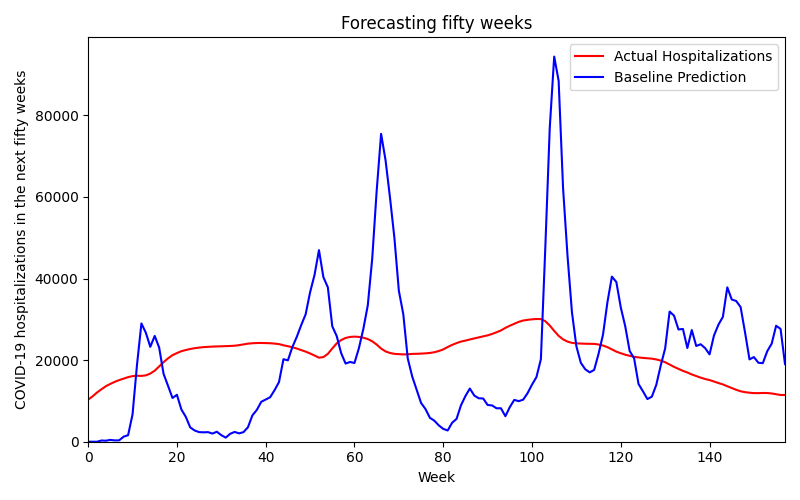 Forecasting fifty weeks
Actual Hospitalizations
Baseline Prediction
COVID-19 hospitalizations in the next fifty weeks
80000
60000
40000
20000
0
0 20 40 60 80 100 120 140
Week